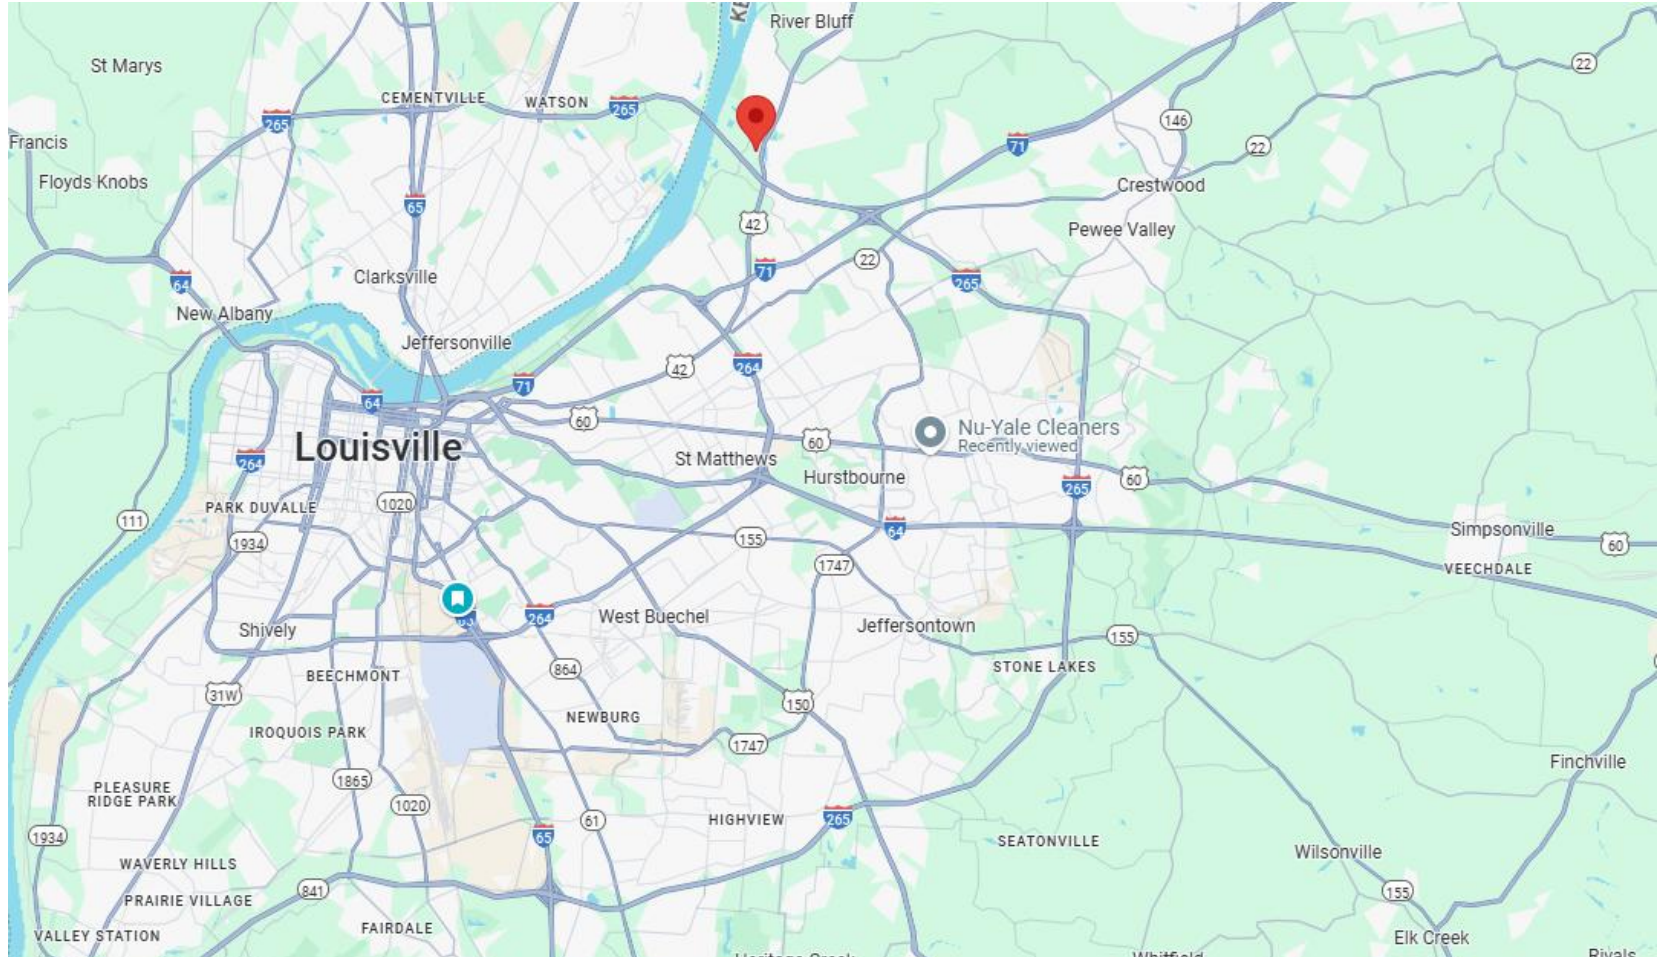 KE
River Bluff
St Marys
22
CEMENTVILLE
WATSON
265
265
146
Francis
71
22
Floyds Knobs
Crestwood
65
42
Pewee Valley
22
Clarksville
71
265
64
New Albany
Jeffersonville
42
264
71
64
60
Nu-Yale Cleaners
Recently viewed
60
Louisville
St Matthews
264
Hurstbourne
60
265
PARK DUVALLE
1020
111
64
Simpsonville
155
1934
60
1747
VEECHDALE
264
West Buechel
Jeffersontown
Shively
155
STONE LAKES
864
BEECHMONT
31W
150
NEWBURG
IROQUOIS PARK
1747
Finchville
1865
PLEASURE
RIDGE PARK
1020
61
HIGHVIEW
265
1934
65
SEATONVILLE
Wilsonville
WAVERLY HILLS
841
155
PRAIRIE VILLAGE
FAIRDALE
VALLEY STATION
Elk Creek